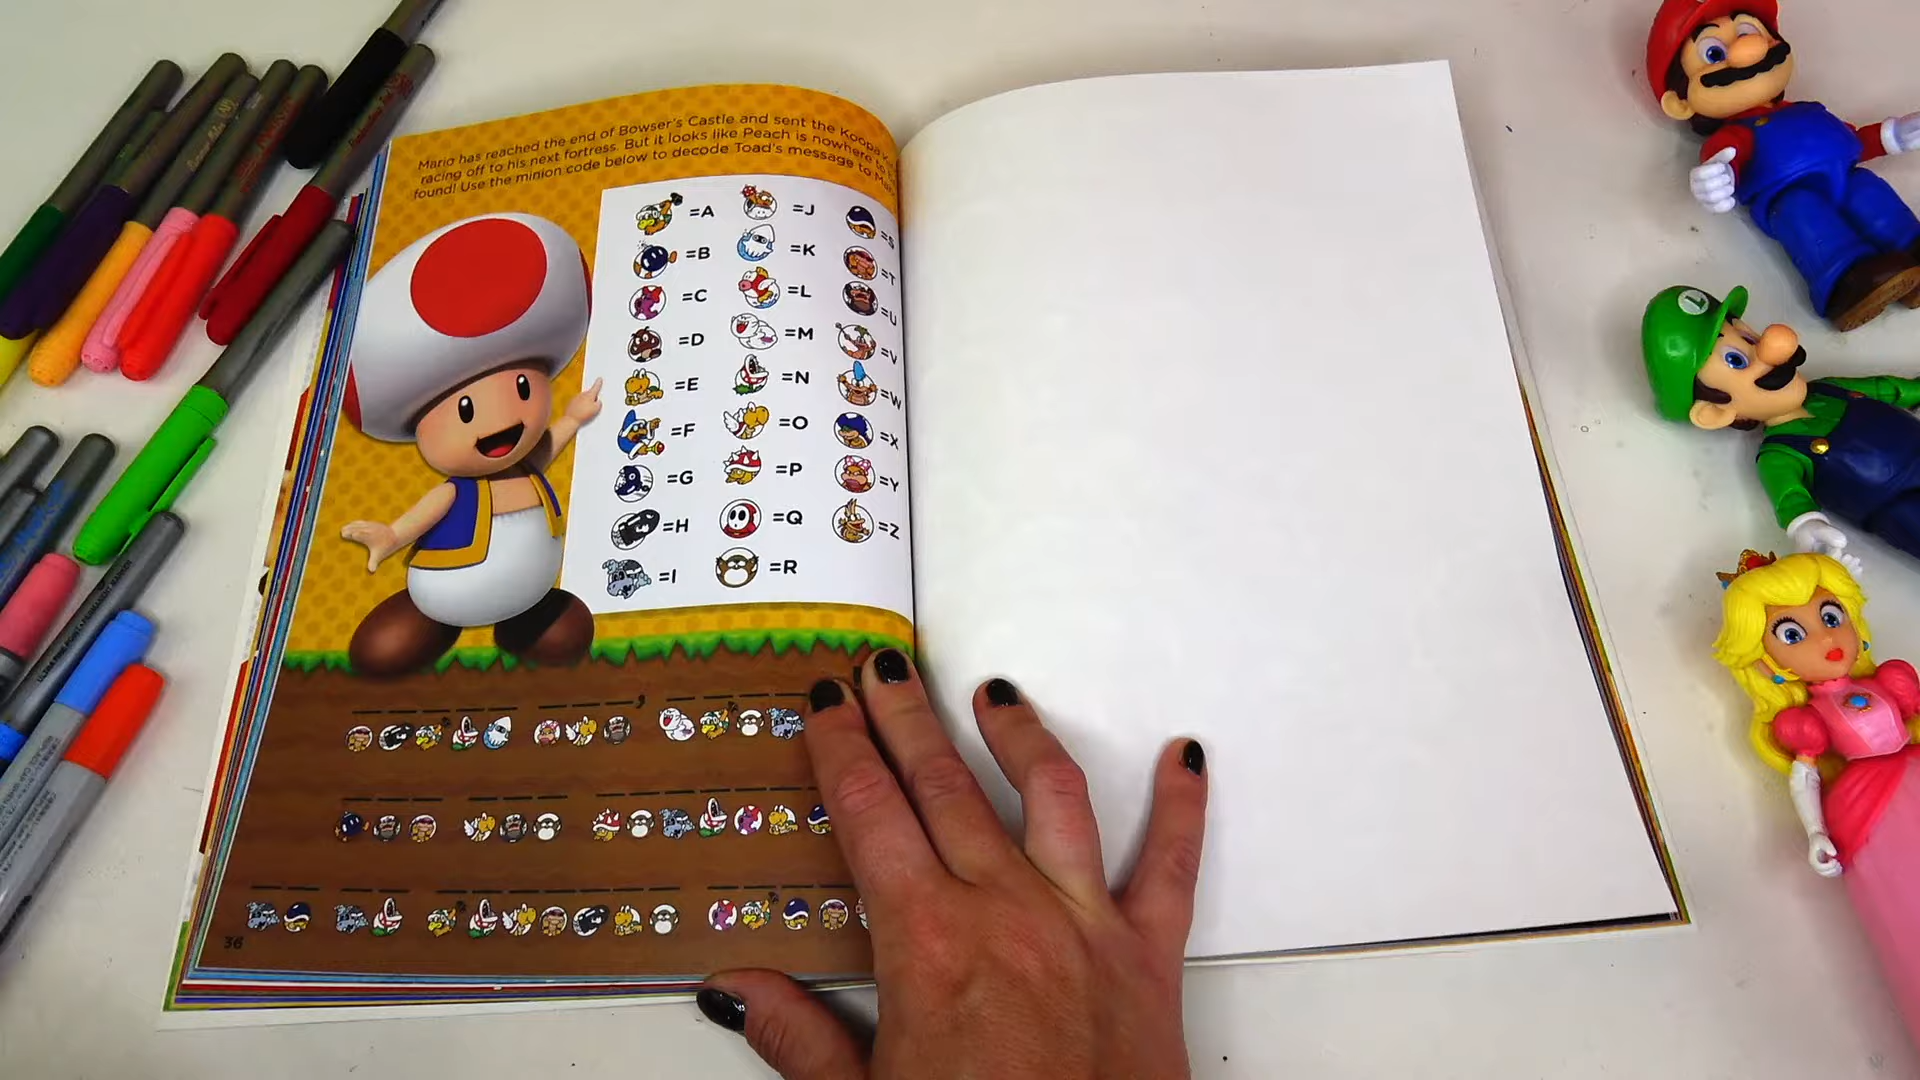 Mario has reached the end of Bowser's Castle and sent the Koopa
racing off to his next fortress. But it looks like Peach is nowhere to
found! Use the minion code below to decode Toad's message to
=A
=B
=C
=D
=E
=F
=G
=H
=I
=J
=K
=L
=M
=N
=O
=P
=Q
=R
=S
=T
=U
=V
=W
=X
=Y
=Z
,
36
L